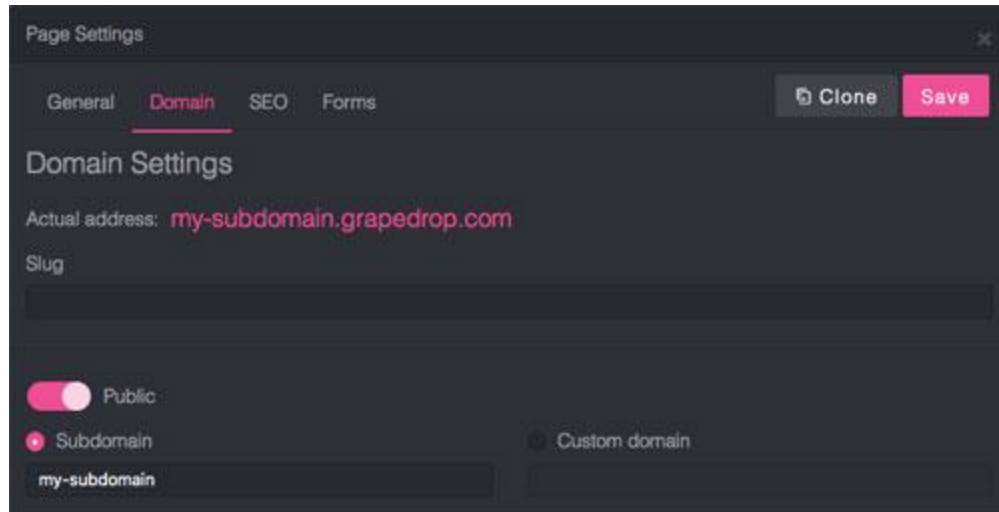 Page Settings
General Domain SEO Forms Clone Save
Domain Settings
Actual address: my-subdomain.grapedrop.com
Slug
Public
Subdomain Custom domain
my-subdomain